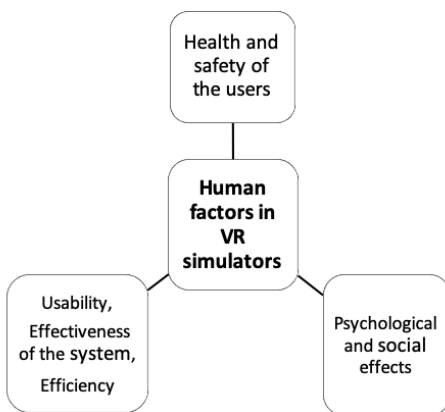 Health and
safety of
the users
Human
factors in
VR
simulators
Usability,
Effectiveness
of the system,
Efficiency
Psychological
and social
effects